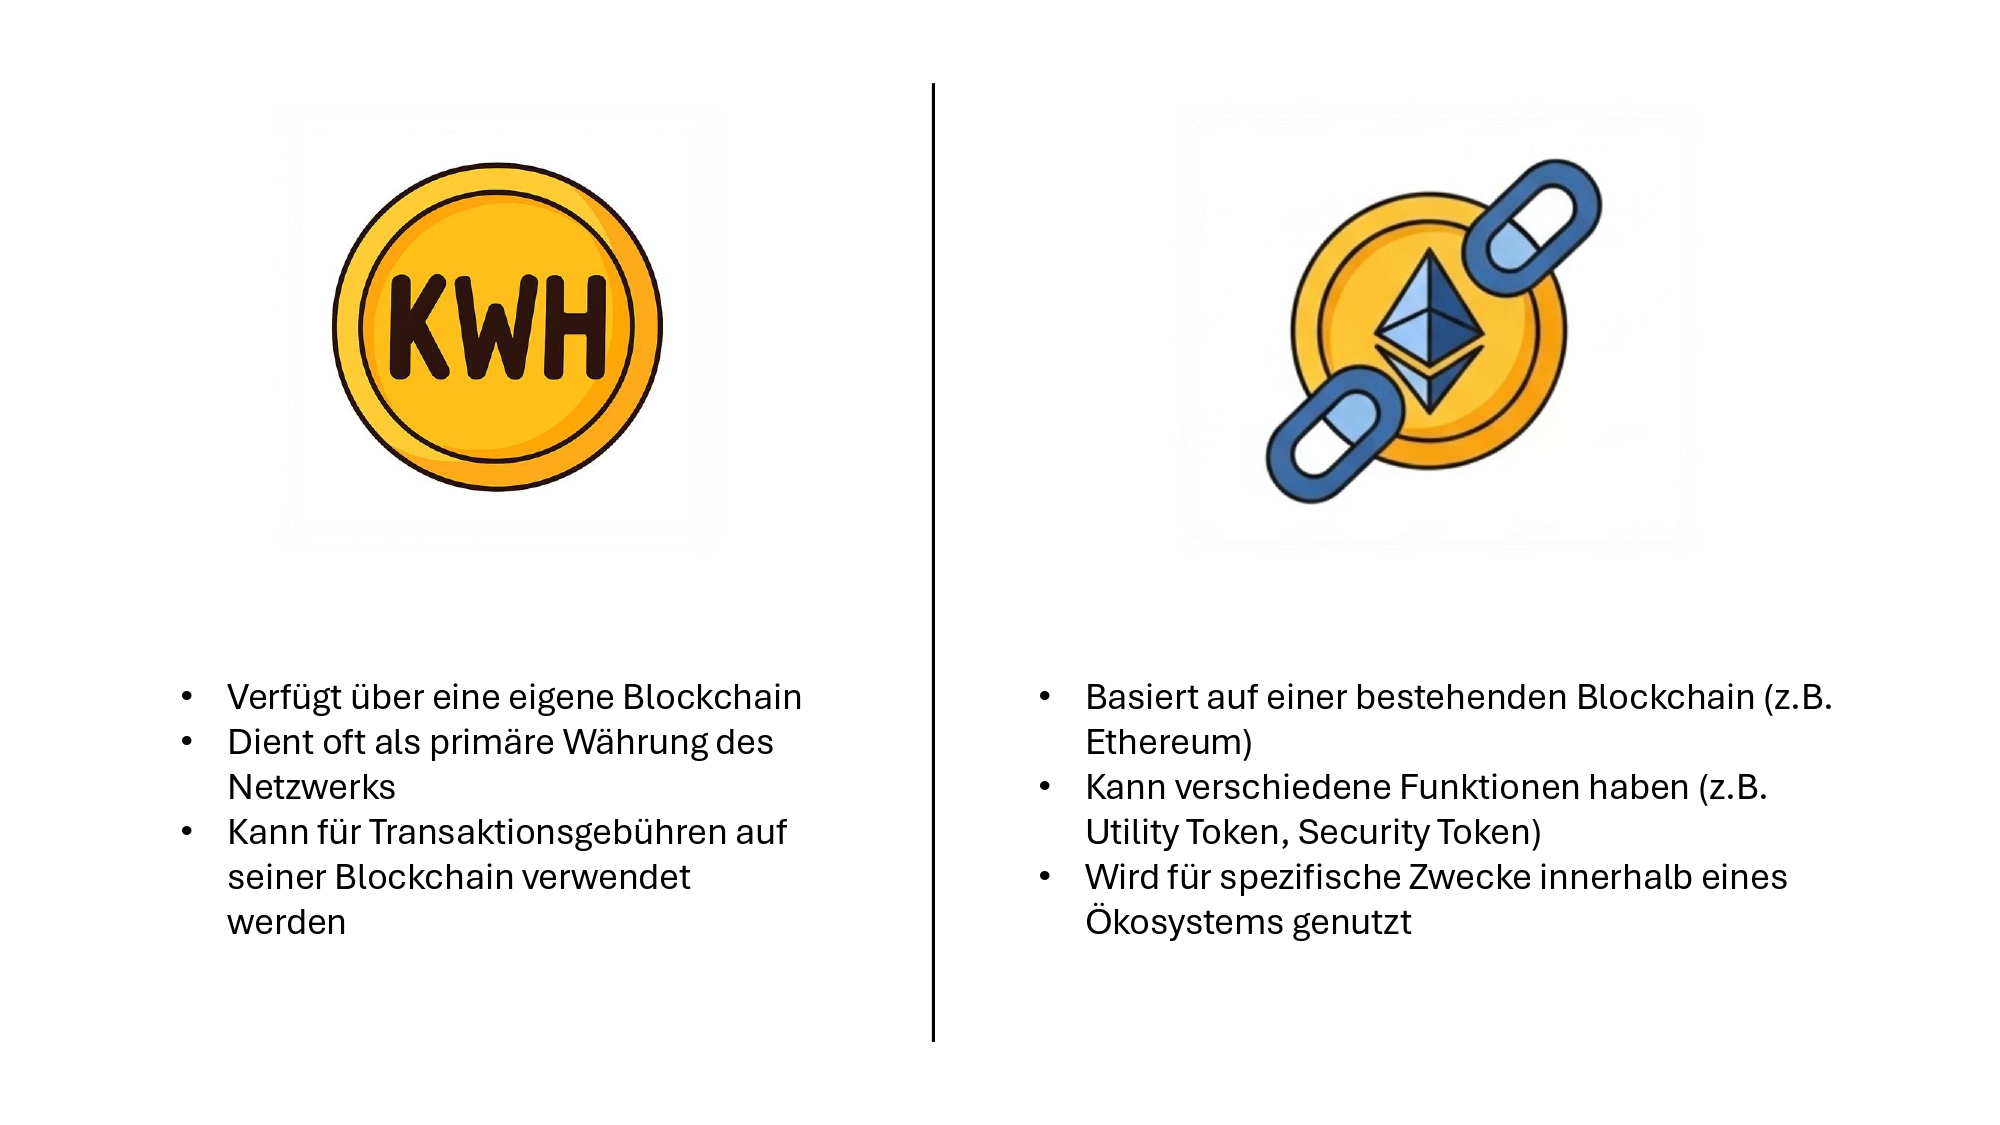 KWH
• Verfügt über eine eigene Blockchain
• Dient oft als primäre Währung des
Netzwerks
• Kann für Transaktionsgebühren auf
seiner Blockchain verwendet
werden
• Basiert auf einer bestehenden Blockchain (z.B.
Ethereum)
• Kann verschiedene Funktionen haben (z.B.
Utility Token, Security Token)
• Wird für spezifische Zwecke innerhalb eines
Ökosystems genutzt